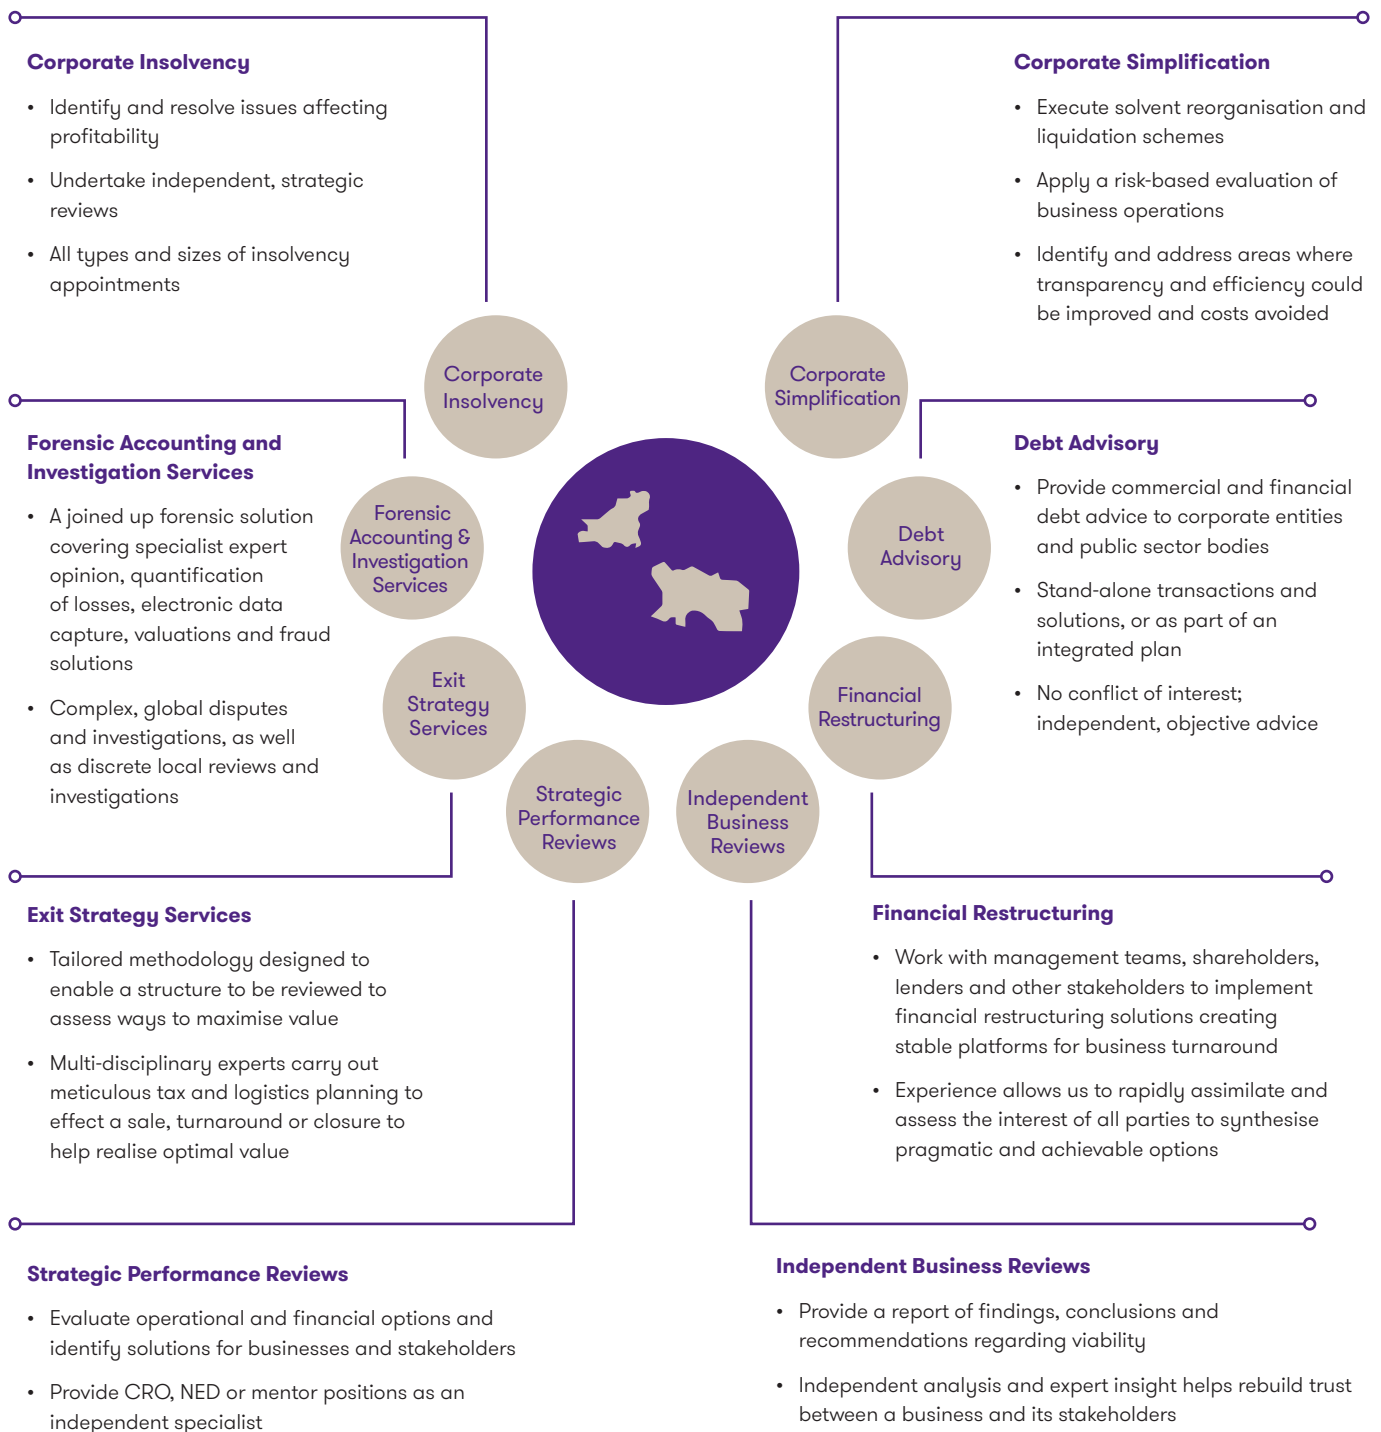 Corporate Insolvency
• Identify and resolve issues affecting
profitability
• Undertake independent, strategic
reviews
• All types and sizes of insolvency
appointments
Corporate Simplification
• Execute solvent reorganisation and
liquidation schemes
• Apply a risk-based evaluation of
business operations
• Identify and address areas where
transparency and efficiency could
be improved and costs avoided
Corporate
Insolvency
Corporate
Simplification
Forensic Accounting and
Investigation Services
• A joined up forensic solution
covering specialist expert
opinion, quantification
of losses, electronic data
capture, valuations and fraud
solutions
• Complex, global disputes
and investigations, as well
as discrete local reviews and
investigations
Forensic
Accounting &
Investigation
Services
Debt
Advisory
Debt Advisory
• Provide commercial and financial
debt advice to corporate entities
and public sector bodies
• Stand-alone transactions and
solutions, or as part of an
integrated plan
• No conflict of interest;
independent, objective advice
Exit
Strategy
Services
Financial
Restructuring
Strategic
Performance
Reviews
Independent
Business
Reviews
Exit Strategy Services
• Tailored methodology designed to
enable a structure to be reviewed to
assess ways to maximise value
• Multi-disciplinary experts carry out
meticulous tax and logistics planning to
effect a sale, turnaround or closure to
help realise optimal value
Financial Restructuring
• Work with management teams, shareholders,
lenders and other stakeholders to implement
financial restructuring solutions creating
stable platforms for business turnaround
• Experience allows us to rapidly assimilate and
assess the interest of all parties to synthesise
pragmatic and achievable options
Strategic Performance Reviews
• Evaluate operational and financial options and
identify solutions for businesses and stakeholders
• Provide CRO, NED or mentor positions as an
independent specialist
Independent Business Reviews
• Provide a report of findings, conclusions and
recommendations regarding viability
• Independent analysis and expert insight helps rebuild trust
between a business and its stakeholders